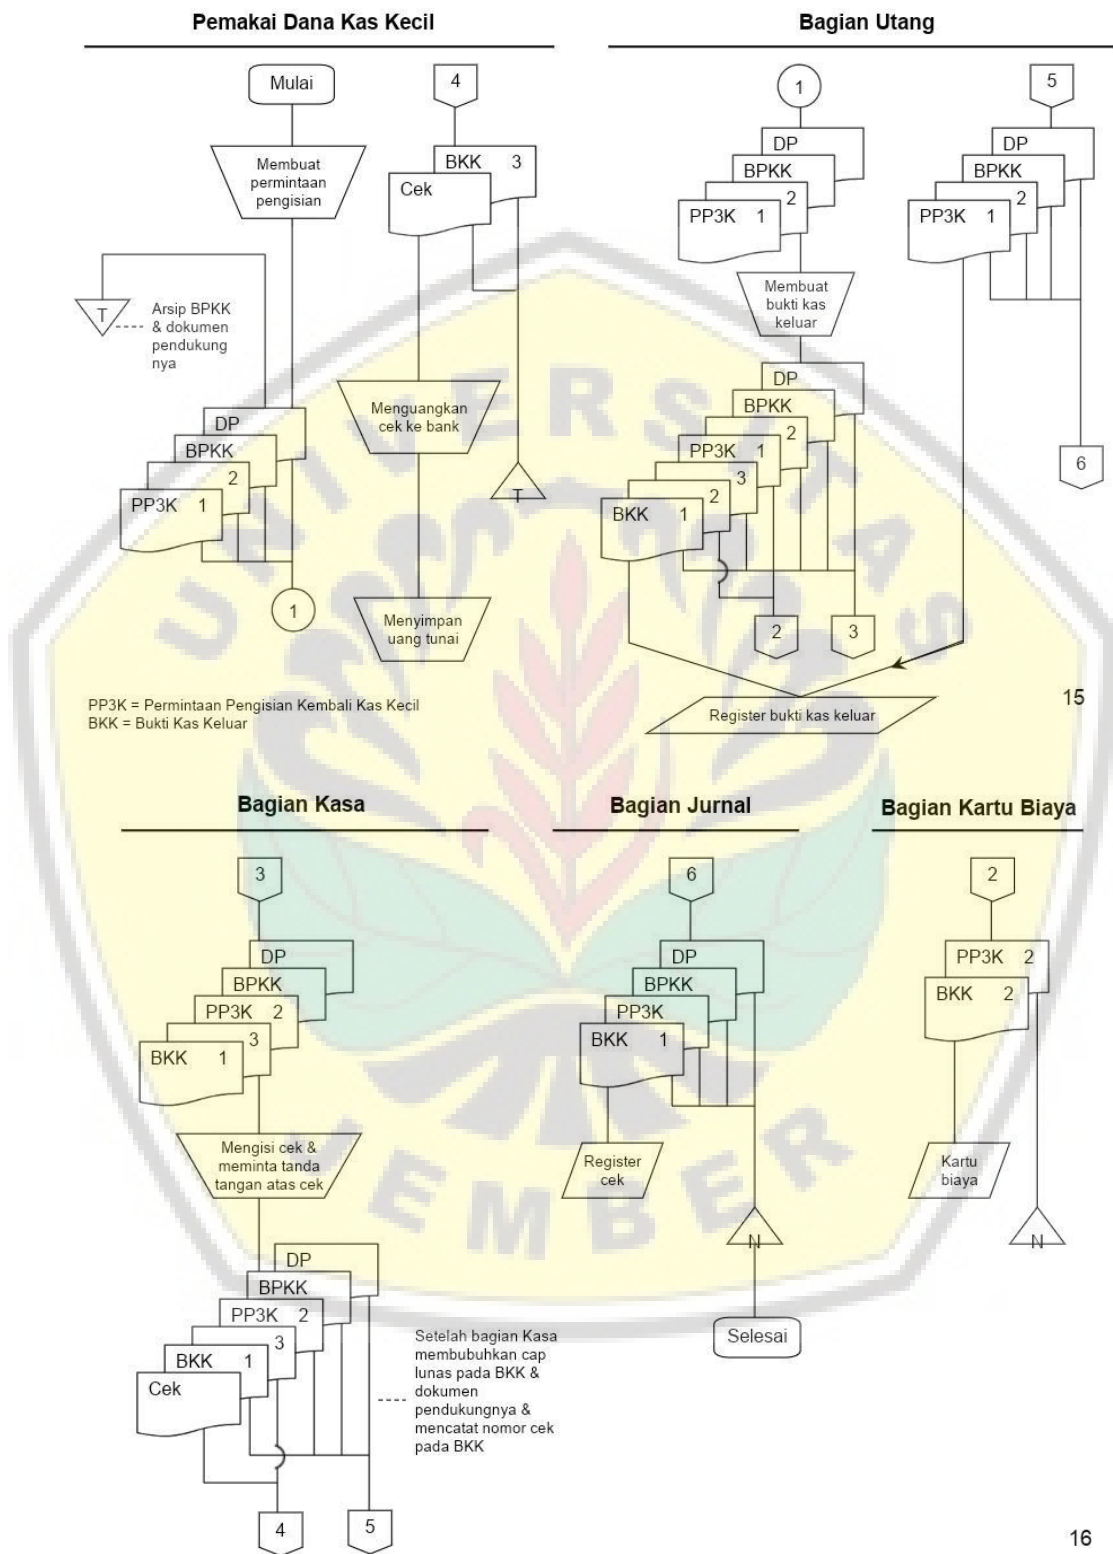 Pemakai Dana Kas Kecil
Mulai
Membuat
permintaan
pengisian
T
Arsip BPKK
& dokumen
pendukung
nya
DP
BPKK
2
PP3K 1
1
4
BKK 3
Cek
Menguangkan
cek ke bank
T
Menyimpan
uang tunai
PP3K = Permintaan Pengisian Kembali Kas Kecil
BKK = Bukti Kas Keluar
Bagian Utang
1
DP
BPKK
2
PP3K 1
Membuat
bukti kas
keluar
DP
BPKK
2
PP3K 1
3
2
BKK 1
2
3
5
DP
BPKK
2
PP3K 1
6
Register bukti kas keluar
15
Bagian Kasa
3
DP
BPKK
PP3K 2
3
BKK 1
Mengisi cek &
meminta tanda
tangan atas cek
DP
BPKK
PP3K 2
3
BKK 1
Cek
Setelah bagian Kasa
membubuhkan cap
lunas pada BKK &
dokumen
pendukungnya &
mencatat nomor cek
pada BKK
4
5
Bagian Jurnal
6
DP
BPKK
PP3K
BKK 1
Register
cek
N
Selesai
Bagian Kartu Biaya
2
PP3K 2
BKK 2
Kartu
biaya
N
16
UNIVERSITAS
EMBER